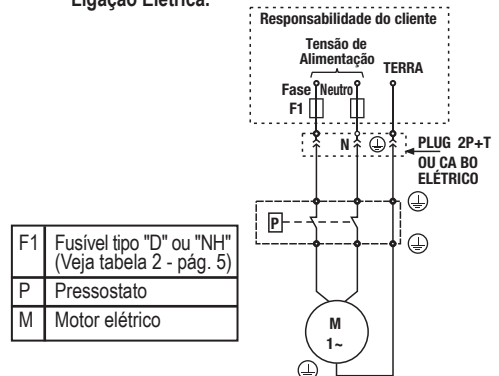 Ligação Elétrica:
Responsabilidade do cliente
Tensão de
Alimentação
TERRA
Fase Neutro
F1
N
PLUG 2P+T
OU CA BO
ELÉTRICO
P
F1 Fusível tipo "D" ou "NH"
(Veja tabela 2 - pág. 5)
P Pressostato
M Motor elétrico
M
1~